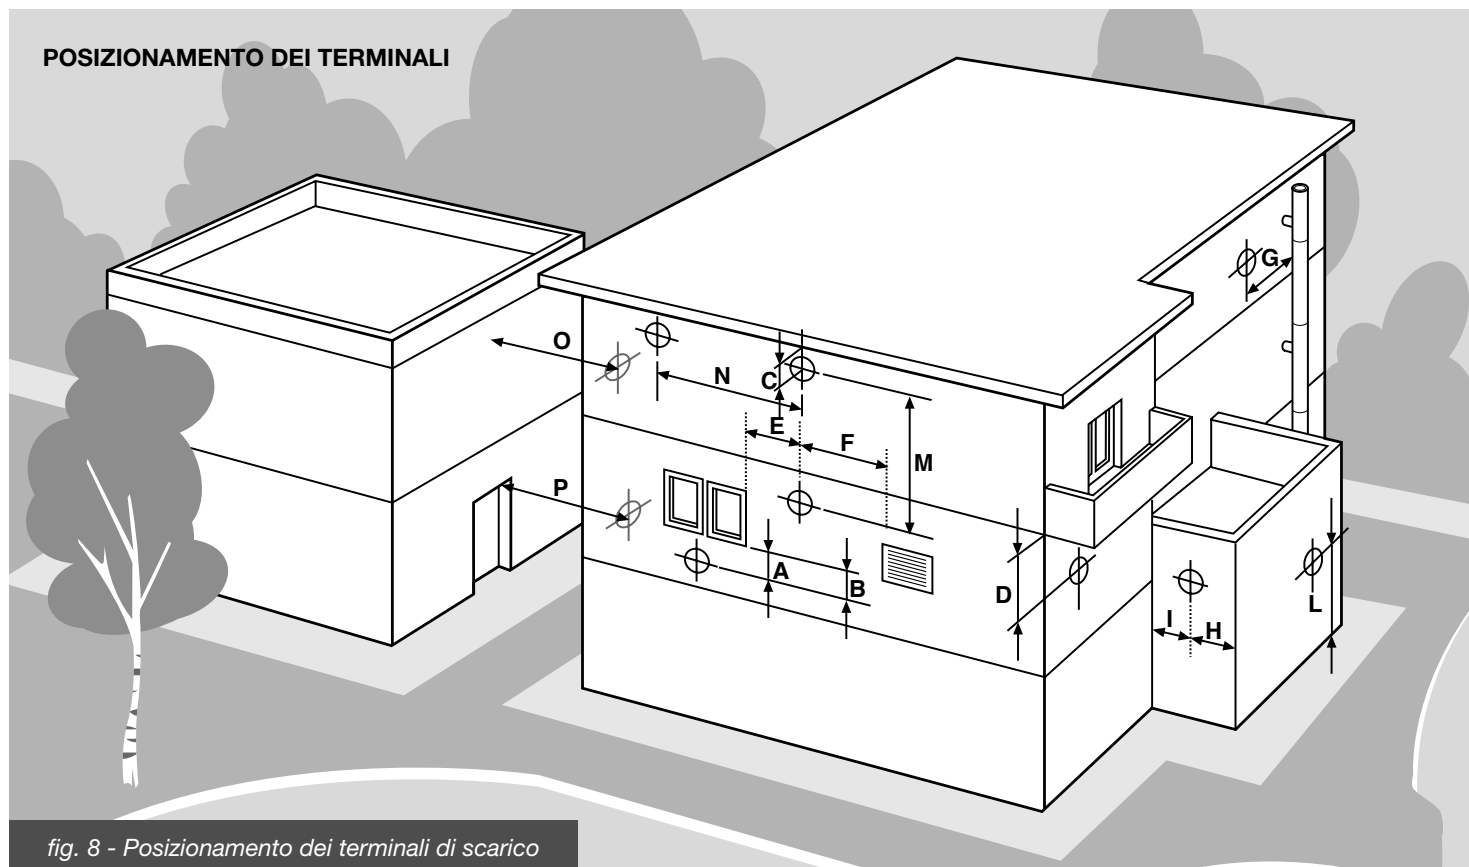 POSIZIONAMENTO DEI TERMINALI
G
O
N
C
E
F
M
P
A
B
D
I
H
L
fig. 8 - Posizionamento dei terminali di scarico